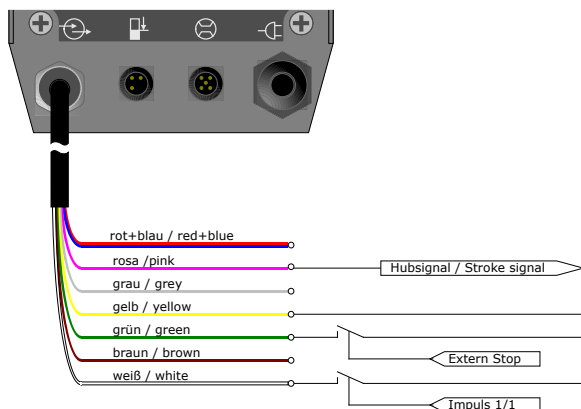 rot+blau / red+blue
rosa /pink
Hubsignal / Stroke signal
grau / grey
gelb / yellow
grün / green
Extern Stop
braun / brown
weiß / white
Impuls 1/1